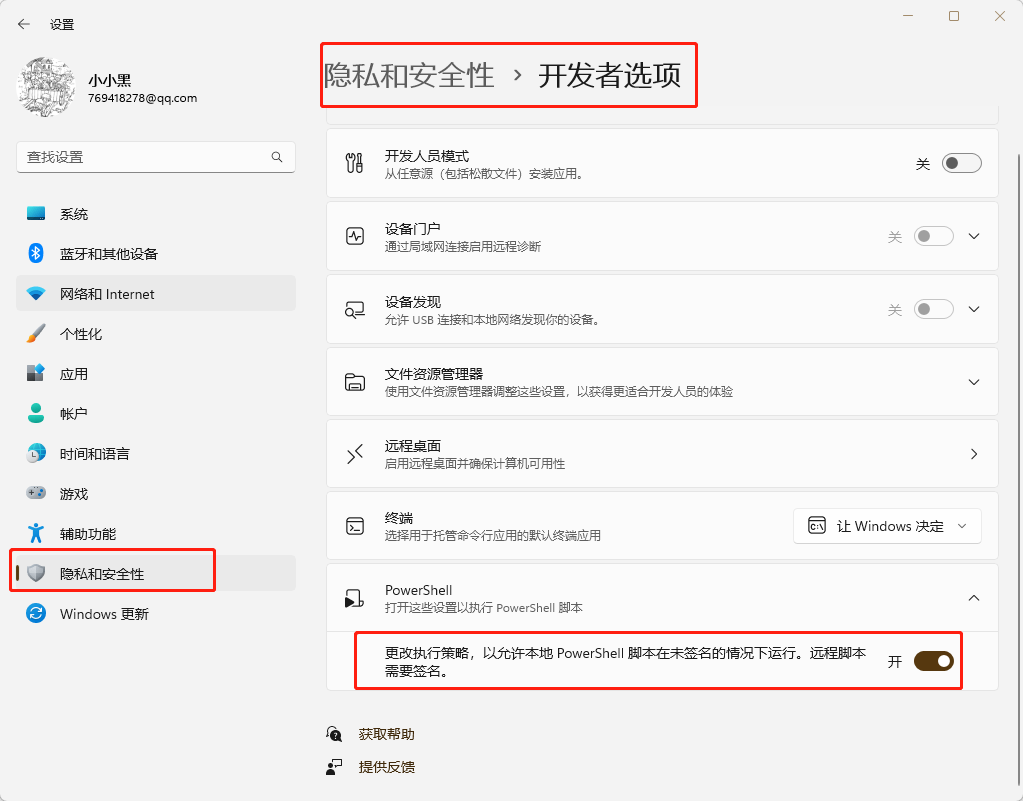 设置
小小黑
769418278@qq.com
查找设置
系统
蓝牙和其他设备
网络和 Internet
个性化
应用
帐户
时间和语言
游戏
辅助功能
隐私和安全性
Windows 更新
隐私和安全性 › 开发者选项
开发人员模式
从任意源（包括松散文件）安装应用。
关
设备门户
通过局域网连接启用远程诊断
关
设备发现
允许 USB 连接和本地网络发现你的设备。
关
文件资源管理器
使用文件资源管理器调整这些设置，以获得更适合开发人员的体验
远程桌面
启用远程桌面并确保计算机可用性
终端
选择用于托管命令行应用的默认终端应用
让 Windows 决定
PowerShell
打开这些设置以执行 PowerShell 脚本
更改执行策略，以允许本地 PowerShell 脚本在未签名的情况下运行。远程脚本
需要签名。
开
获取帮助
提供反馈